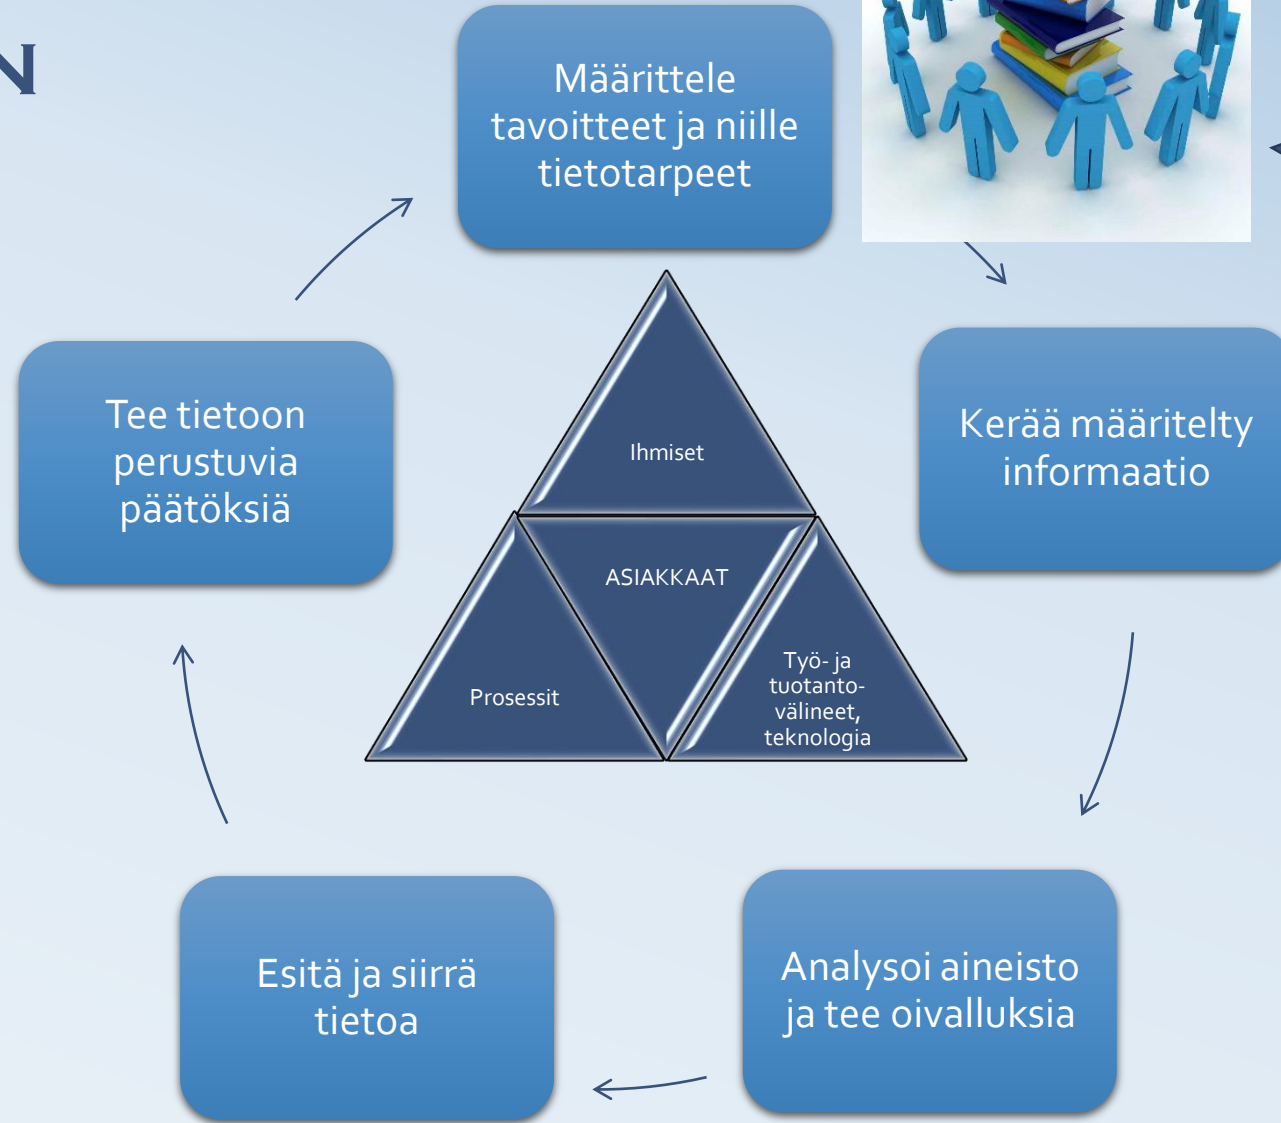 N
Määrittele
tavoitteet ja niille
tietotarpeet
Kerää määritelty
informaatio
Analysoi aineisto
ja tee oivalluksia
Esitä ja siirrä
tietoa
Tee tietoon
perustuvia
päätöksiä
Ihmiset
ASIAKKAAT
Prosessit
Työ- ja
tuotanto-
välineet,
teknologia